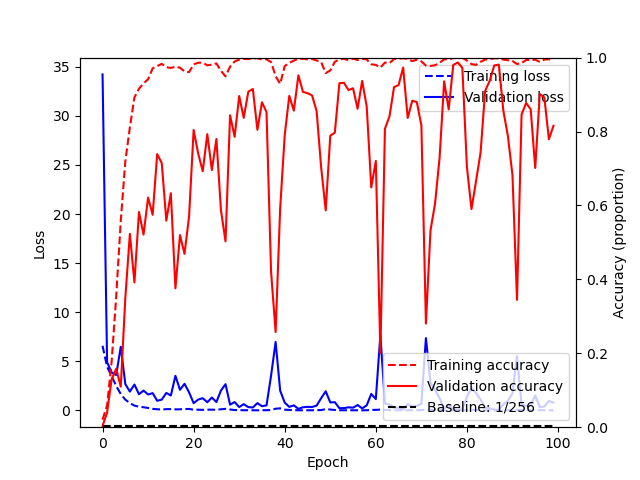 Training loss
Validation loss
Training accuracy
Validation accuracy
Baseline: 1/256
Loss
Accuracy (proportion)
Epoch
0
5
10
15
20
25
30
35
0.0
0.2
0.4
0.6
0.8
1.0
0
20
40
60
80
100